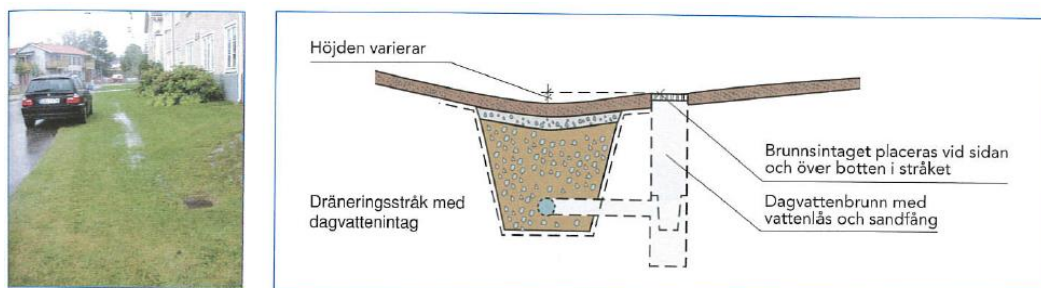 Höjden varierar
Brunnsintaget placeras vid sidan
och över botten i stråket
Dräneringsstråk med
dagvattenintag
Dagvattenbrunn med
vattenlås och sandfång